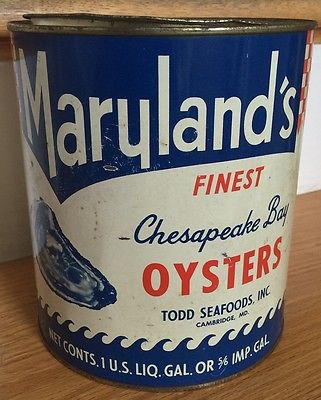 Maryland's
FINEST
Chesapeake Bay
OYSTERS
TODD SEAFOODS, INC.
CAMBRIDGE, MD.
NET CONTS. 1 U.S. LIQ. GAL. OR 5/6 IMP. GAL.